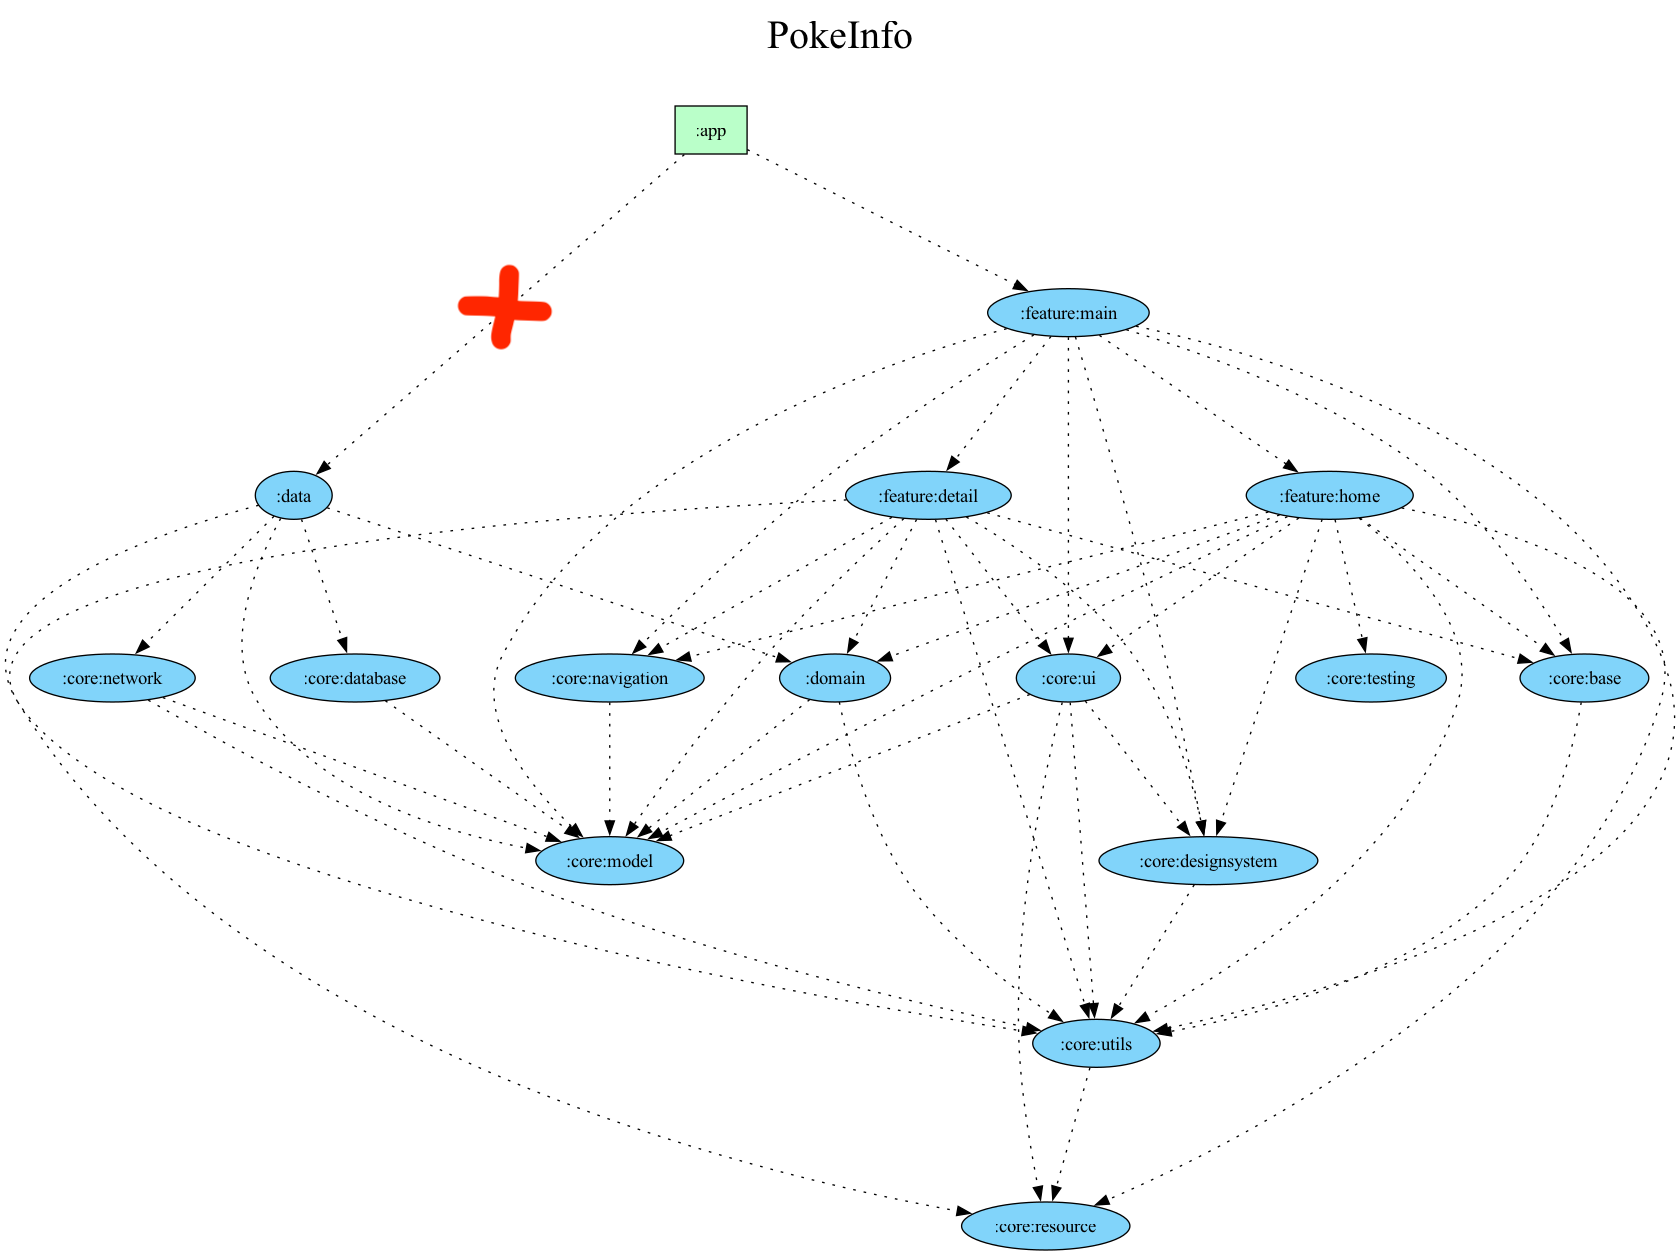 PokeInfo
:app
:feature:main
:data
:feature:detail
:feature:home
:core:network
:core:database
:core:navigation
:domain
:core:ui
:core:testing
:core:base
:core:model
:core:designsystem
:core:utils
:core:resource